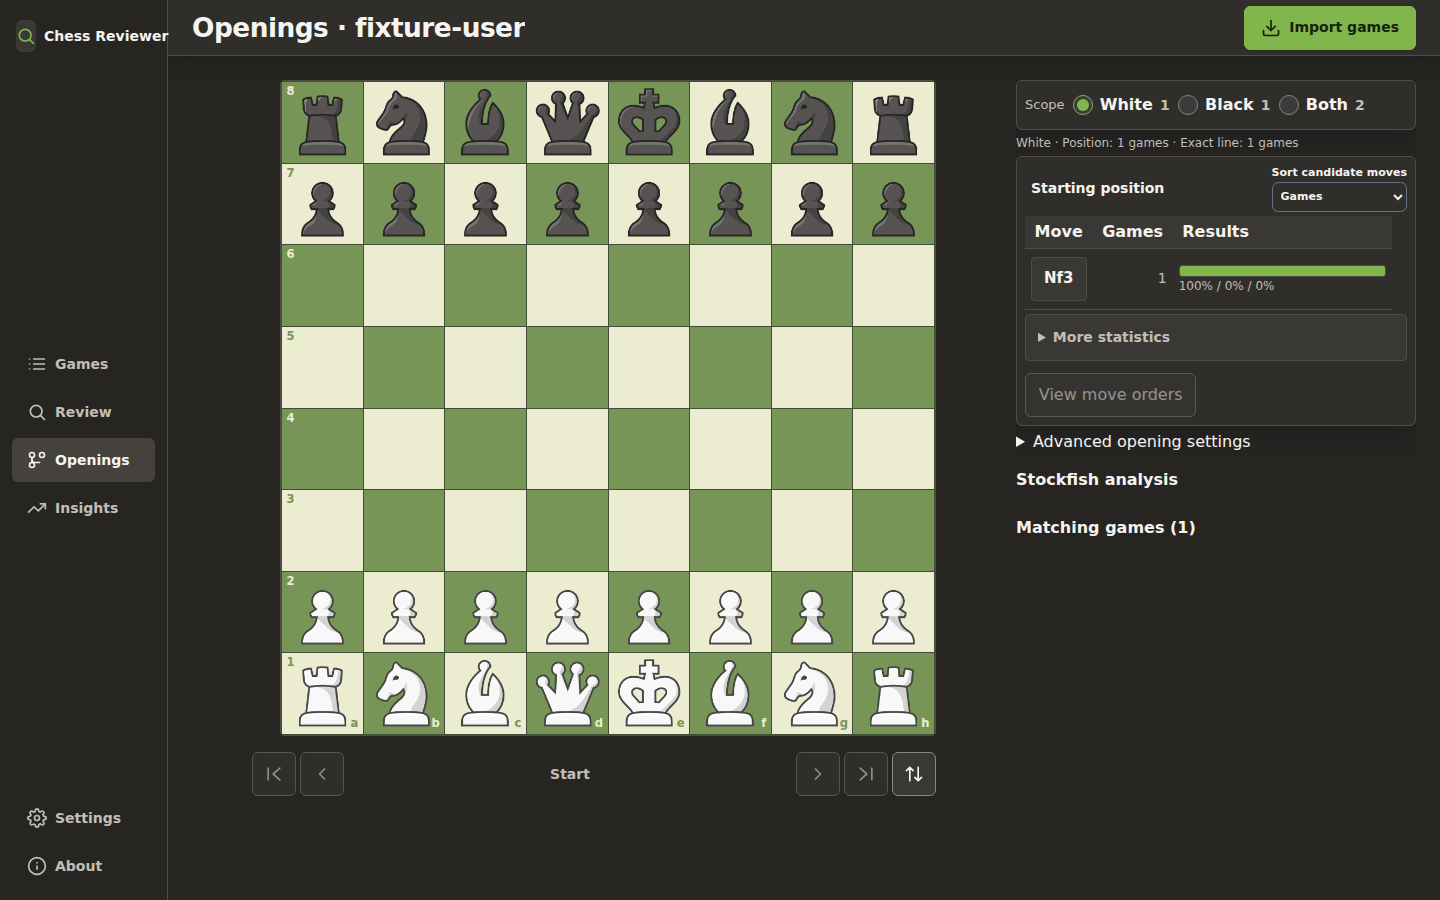 Chess Reviewer
Openings · fixture-user
Import games
Games
Review
Openings
Insights
Settings
About
8
7
6
5
4
3
2
1
a b c d e f g h
Start
Scope White 1 Black 1 Both 2
White · Position: 1 games · Exact line: 1 games
Starting position
Sort candidate moves
Games
Move Games Results
Nf3 1
100% / 0% / 0%
More statistics
View move orders
Advanced opening settings
Stockfish analysis
Matching games (1)